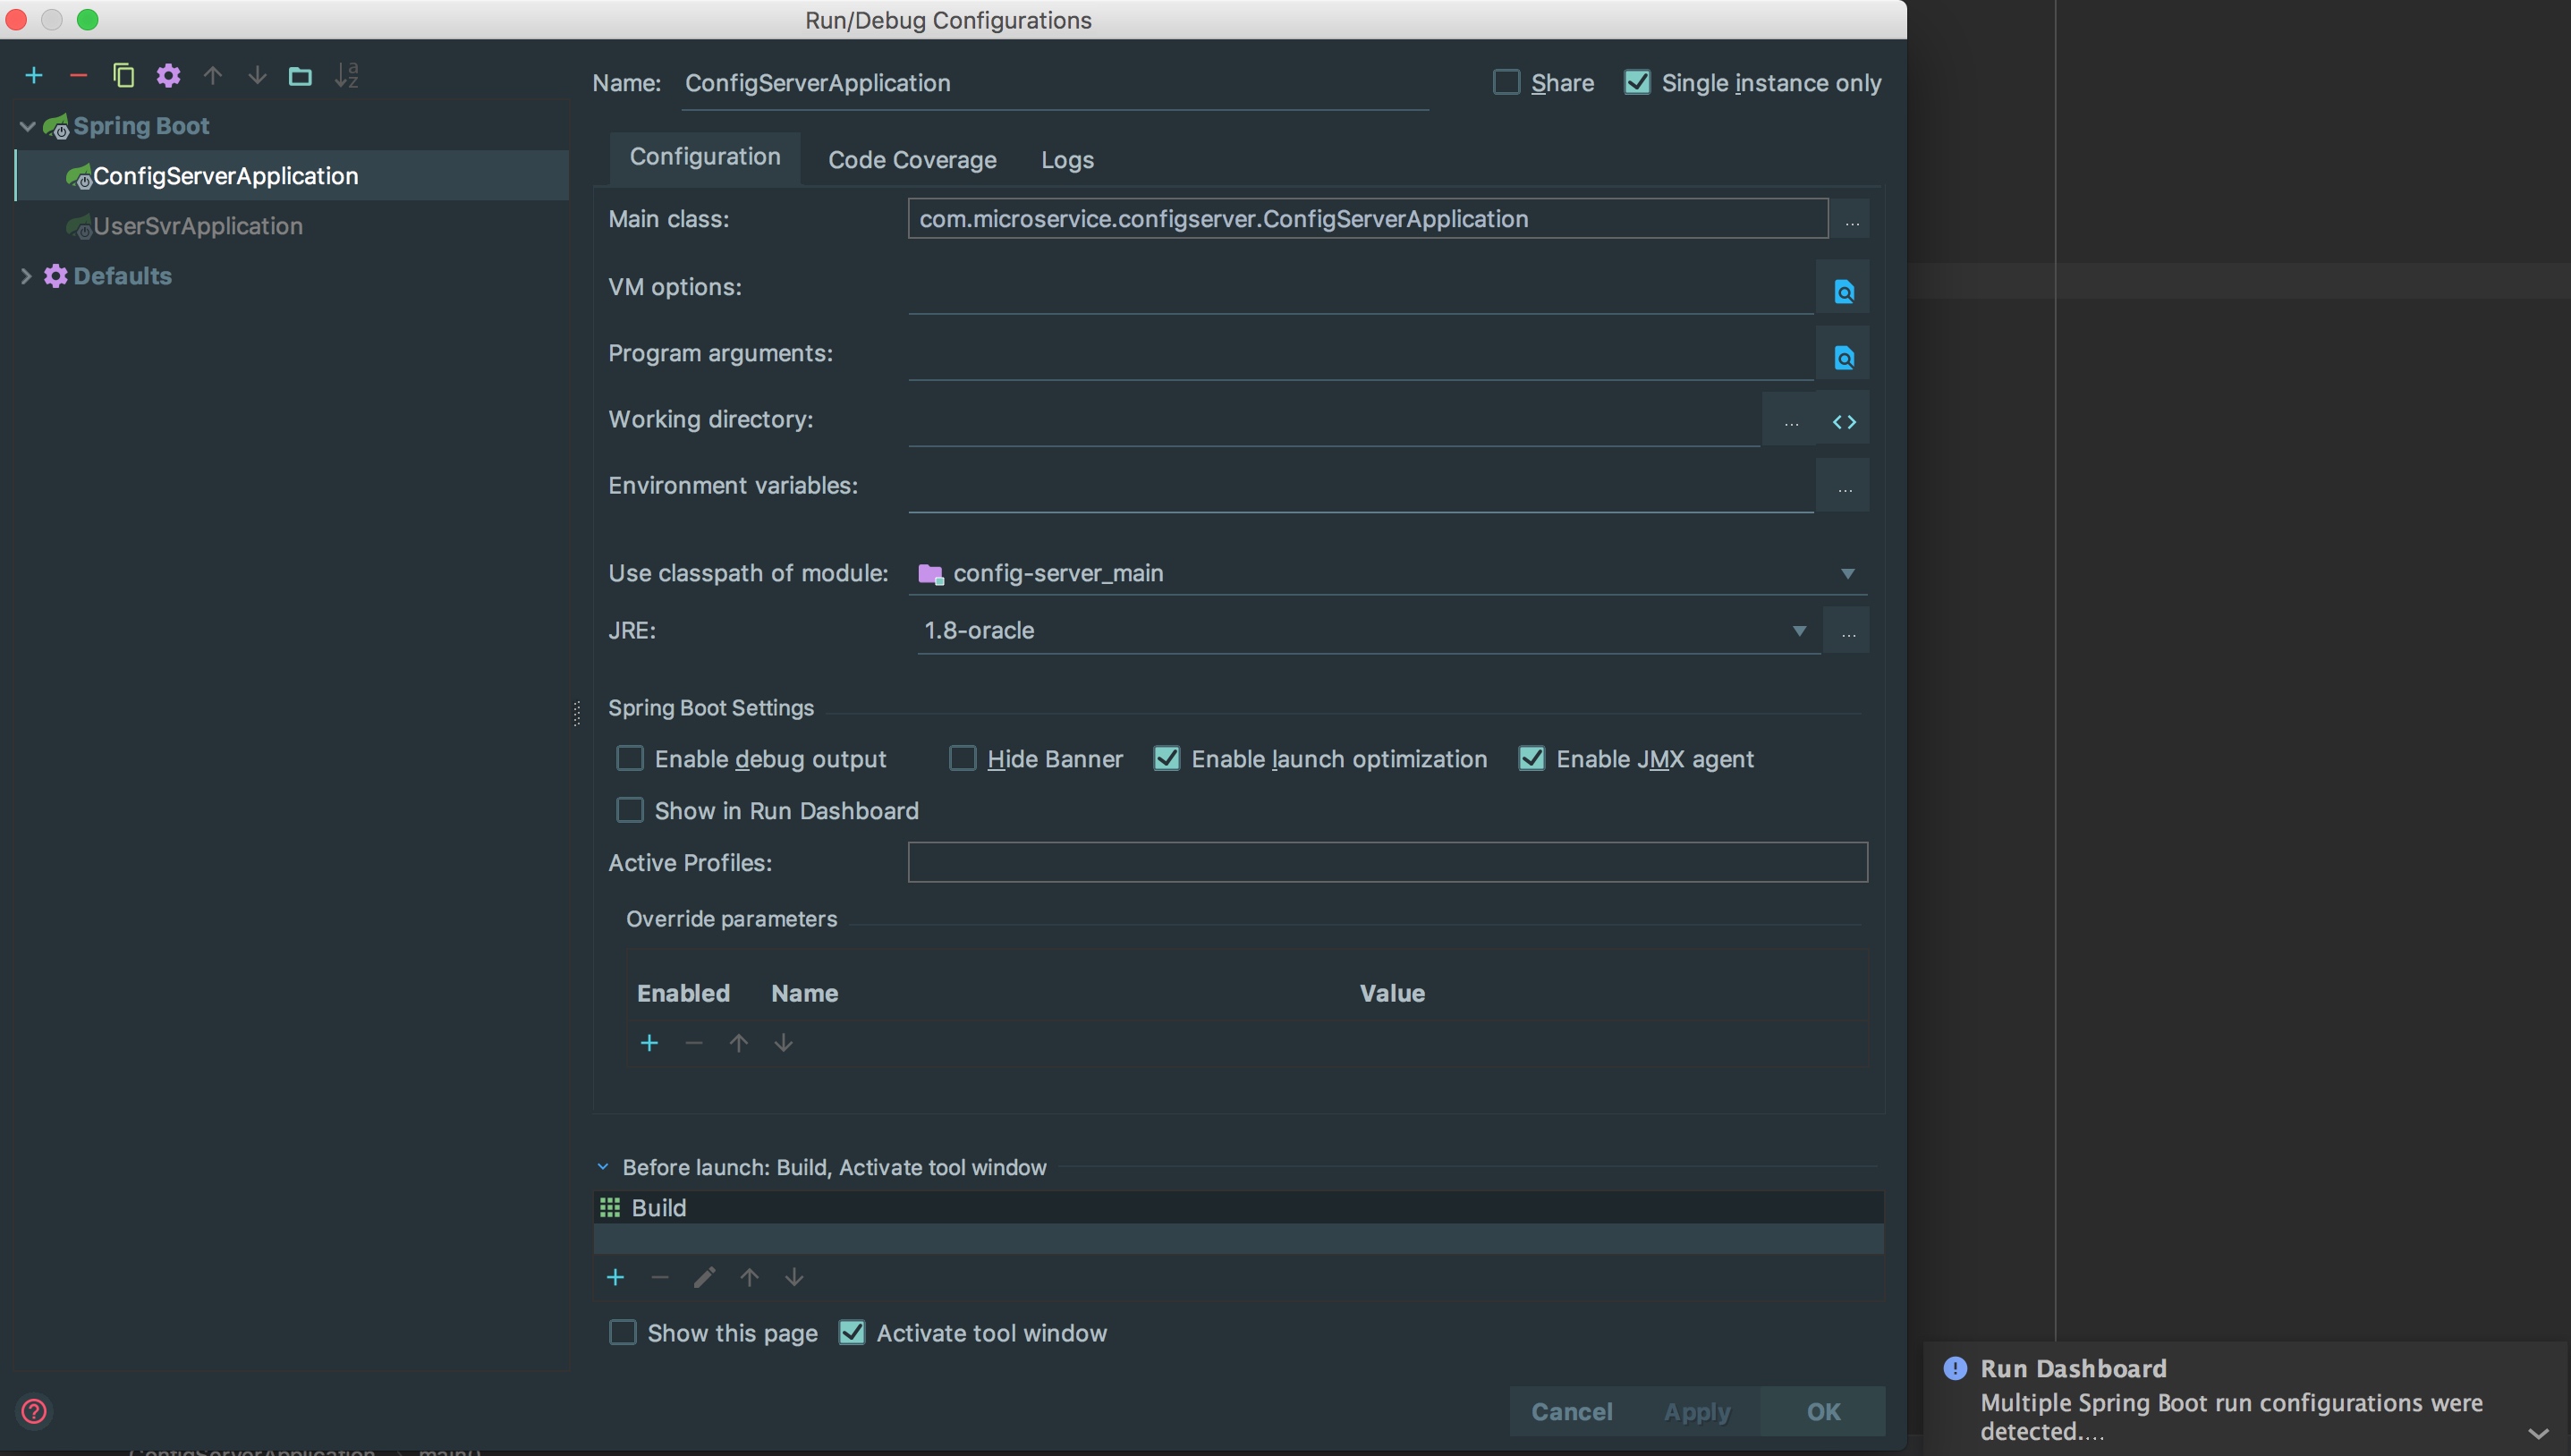 Run/Debug Configurations
Name: ConfigServerApplication
Share
Single instance only
Spring Boot
ConfigServerApplication
UserSvrApplication
Defaults
Configuration
Code Coverage
Logs
Main class: com.microservice.configserver.ConfigServerApplication ...
VM options:
Program arguments:
Working directory: ...
Environment variables: ...
Use classpath of module: config-server_main
JRE: 1.8-oracle ...
Spring Boot Settings
Enable debug output
Hide Banner
Enable launch optimization
Enable JMX agent
Show in Run Dashboard
Active Profiles:
Override parameters
Enabled Name Value
Before launch: Build, Activate tool window
Build
Show this page
Activate tool window
Cancel Apply OK
Run Dashboard
Multiple Spring Boot run configurations were
detected....